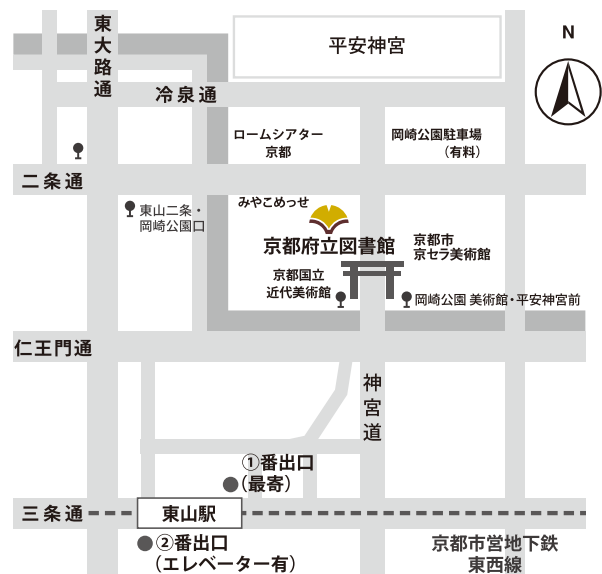 東大路通
平安神宮
N
冷泉通
ロームシアター
京都
岡崎公園駐車場
（有料）
二条通
東山二条・
岡崎公園口
みやこめっせ
京都府立図書館
京都市
京セラ美術館
京都国立
近代美術館
岡崎公園 美術館・平安神宮前
仁王門通
神宮道
①番出口
（最寄）
三条通
東山駅
②番出口
（エレベーター有）
京都市営地下鉄
東西線